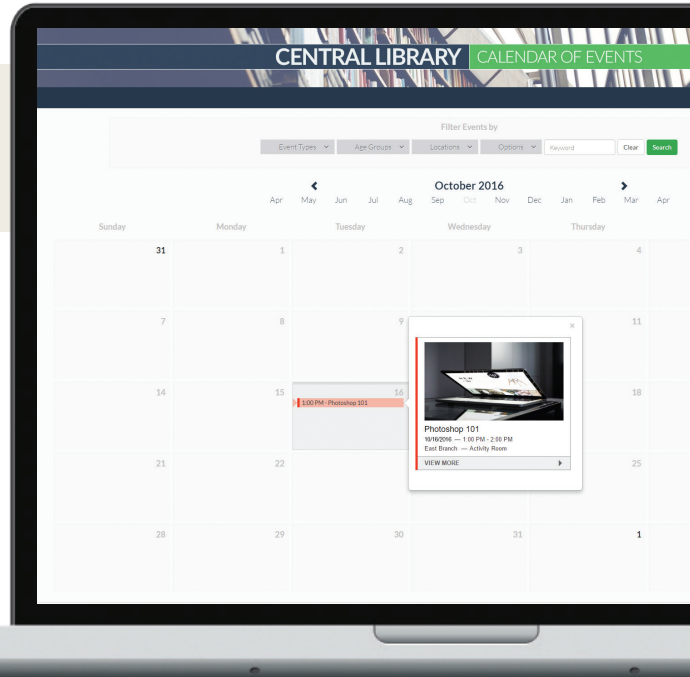 CENTRAL LIBRARY CALENDAR OF EVENTS
Filter Events by
Event Types Age Groups Locations Options Keyword Clear Search
October 2016
Apr May Jun Jul Aug Sep Oct Nov Dec Jan Feb Mar Apr
Sunday Monday Tuesday Wednesday Thursday
31 1 2 3 4
7 8 9 11
×
14 15 16 18
1:00 PM - Photoshop 101
Photoshop 101
10/16/2016 — 1:00 PM - 2:00 PM
East Branch — Activity Room
VIEW MORE
21 22 25
28 29 30 31 1